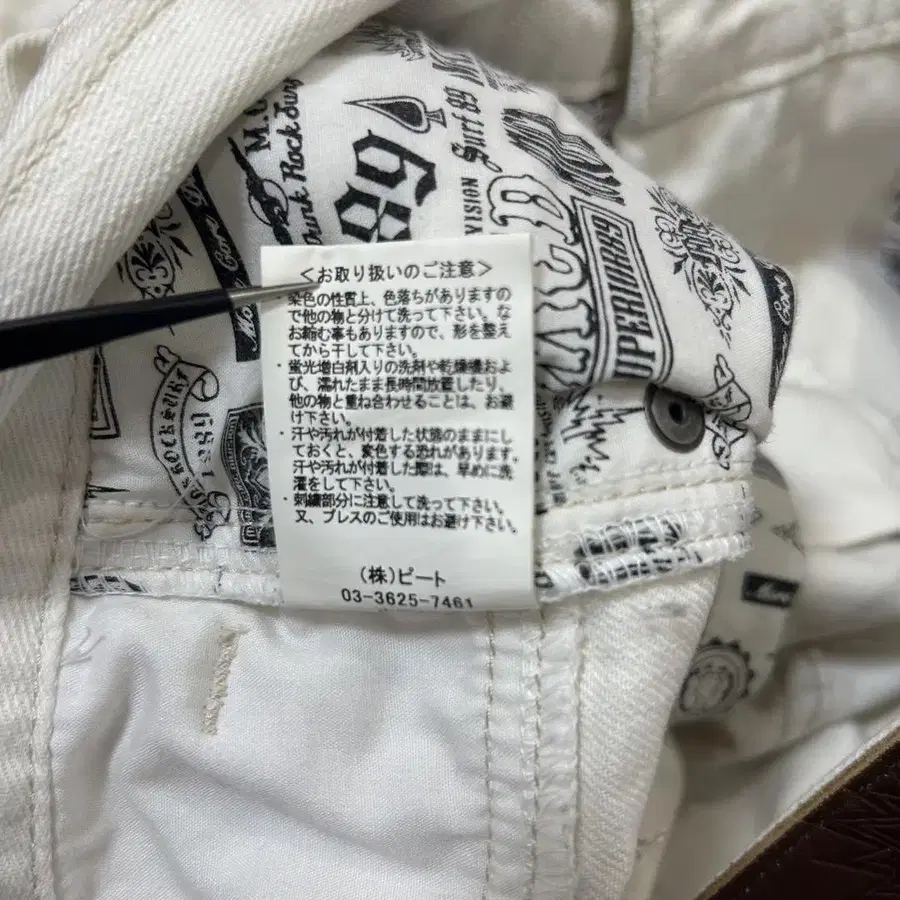 M.C
Punk Rock Surf
89
VISION
Surf 89
SUPERWORKS
1989
<お取り扱いのご注意>
・染色の性質上、色落ちがありますの
で他の物と分けて洗って下さい。な
お縮む事もありますので、形を整え
てから干して下さい。
・蛍光増白剤入りの洗剤や乾燥機およ
び、濡れたまま長時間放置したり、
他の物と重ね合わせることは、お避
け下さい。
・汗や汚れが付着した状態のままにし
ておくと、変色する恐れがあります。
汗や汚れが付着した際は、早めに洗
濯をして下さい。
・刺繍部分に注意して洗って下さい。
又、プレスのご使用はお避け下さい。
(株)ピート
03-3625-7461